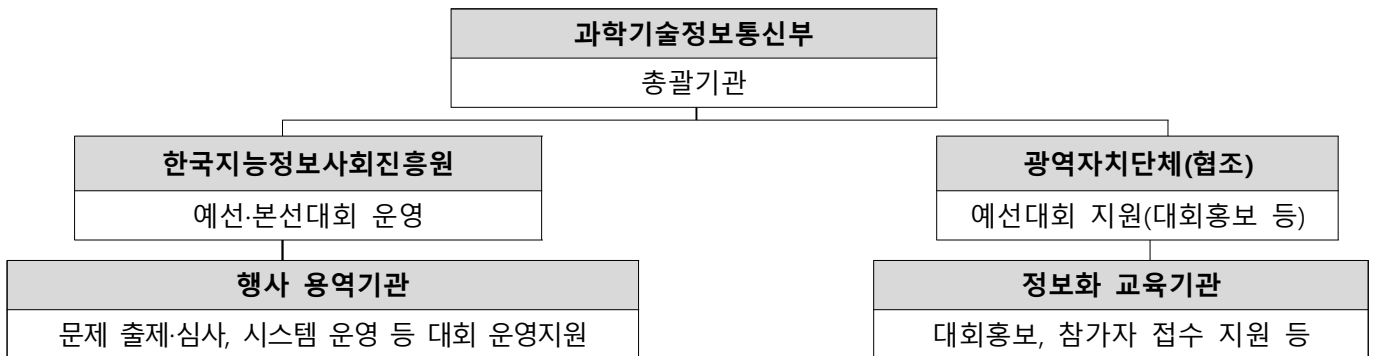 과학기술정보통신부
총괄기관
한국지능정보사회진흥원
예선·본선대회 운영
광역자치단체(협조)
예선대회 지원(대회홍보 등)
행사 용역기관
문제 출제·심사, 시스템 운영 등 대회 운영지원
정보화 교육기관
대회홍보, 참가자 접수 지원 등